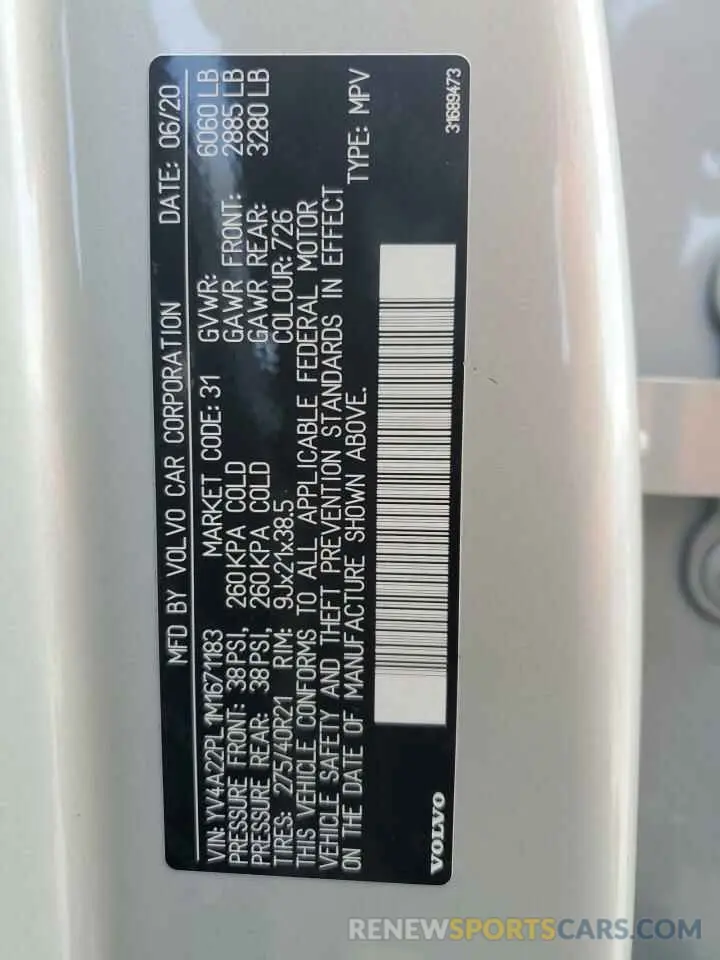 MFD BY VOLVO CAR CORPORATION DATE: 06/20
VIN: YV4A22PL1M1671183 MARKET CODE: 31 GVWR: 6060 LB
PRESSURE FRONT: 38PSI, 260KPA COLD GAWR FRONT: 2885 LB
PRESSURE REAR: 38PSI, 260KPA COLD GAWR REAR: 3280 LB
TIRES: 275/40R21 RIM: 9Jx21x38.5 COLOUR: 726
THIS VEHICLE CONFORMS TO ALL APPLICABLE FEDERAL MOTOR
VEHICLE SAFETY AND THEFT PREVENTION STANDARDS IN EFFECT
ON THE DATE OF MANUFACTURE SHOWN ABOVE. TYPE: MPV
VOLVO
31689473
RENEWSPORTSCARS.COM